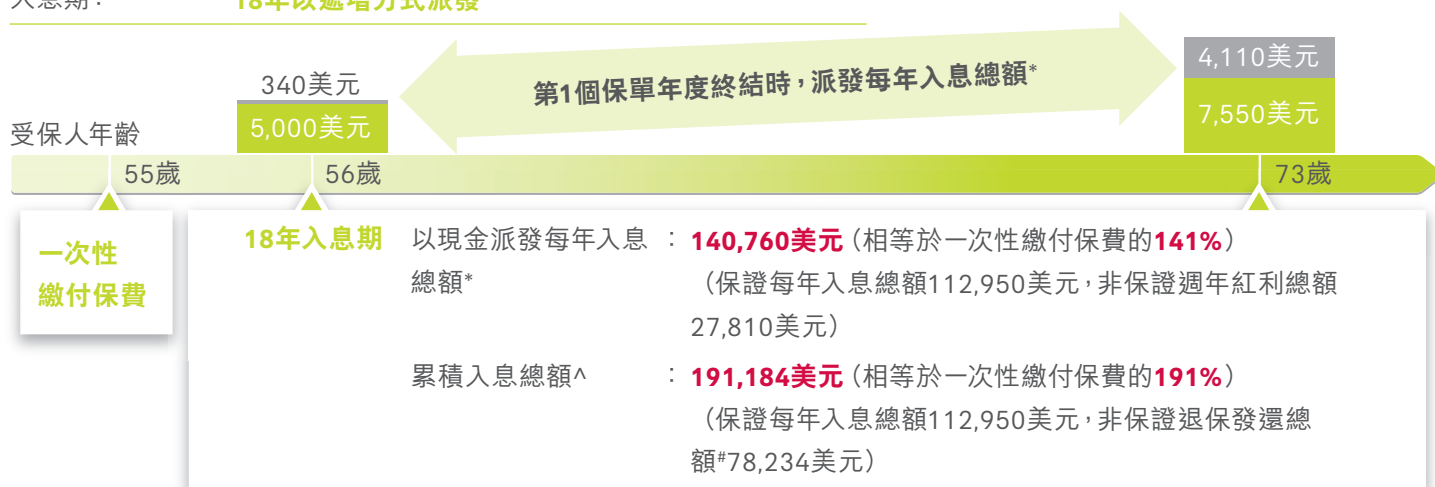 入息期： 18年以遞增方式派發
340美元
5,000美元
第1個保單年度終結時，派發每年入息總額*
4,110美元
7,550美元
受保人年齡
55歲 56歲 73歲
一次性
繳付保費
18年入息期 以現金派發每年入息 ： 140,760美元（相等於一次性繳付保費的141%）
總額* （保證每年入息總額112,950美元，非保證週年紅利總額
27,810美元）
累積入息總額^ ： 191,184美元（相等於一次性繳付保費的191%）
（保證每年入息總額112,950美元，非保證退保發還總
額#78,234美元）